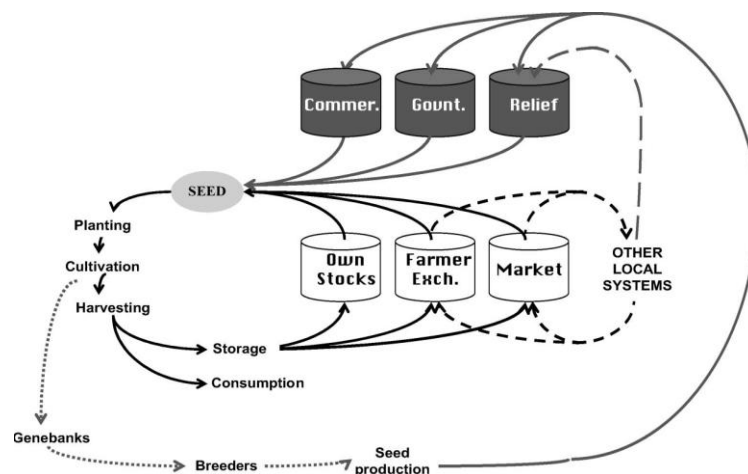 Commer.
Govnt.
Relief
SEED
Planting
Own
Stocks
Farmer
Exch.
Market
OTHER
LOCAL
SYSTEMS
Cultivation
Harvesting
Storage
Consumption
Genebanks
Breeders
Seed
production